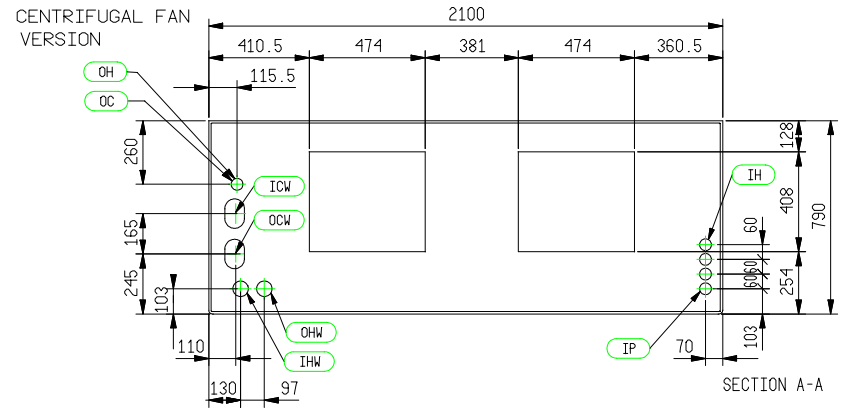 CENTRIFUGAL FAN
VERSION
2100
410.5
474
381
474
360.5
OH
115.5
OC
128
260
ICW
IH
408
790
OCW
60
165
60
60
254
245
103
OHW
IHW
IP
110
70
103
130
97
SECTION A-A